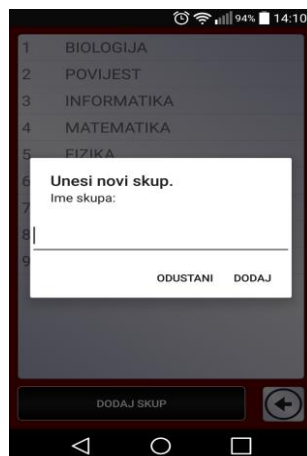 94% 14:10
1 BIOLOGIJA
2 POVIJEST
3 INFORMATIKA
4 MATEMATIKA
5 FIZIKA
6
Unesi novi skup.
Ime skupa:
7
8
9
ODUSTANI DODAJ
DODAJ SKUP